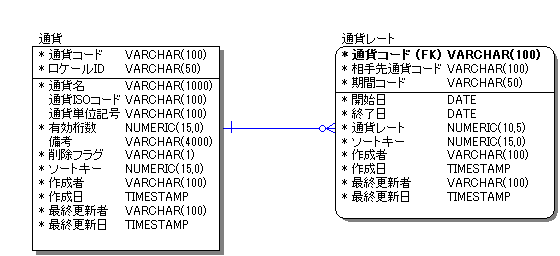 通貨
* 通貨コード VARCHAR(100)
* ロケールID VARCHAR(50)
* 通貨名 VARCHAR(1000)
通貨ISOコード VARCHAR(100)
通貨単位記号 VARCHAR(100)
* 有効桁数 NUMERIC(15,0)
備考 VARCHAR(4000)
* 削除フラグ VARCHAR(1)
* ソートキー NUMERIC(15,0)
* 作成者 VARCHAR(100)
* 作成日 TIMESTAMP
* 最終更新者 VARCHAR(100)
* 最終更新日 TIMESTAMP
通貨レート
* 通貨コード (FK) VARCHAR(100)
* 相手先通貨コード VARCHAR(100)
* 期間コード VARCHAR(50)
* 開始日 DATE
* 終了日 DATE
* 通貨レート NUMERIC(10,5)
* ソートキー NUMERIC(15,0)
* 作成者 VARCHAR(100)
* 作成日 TIMESTAMP
* 最終更新者 VARCHAR(100)
* 最終更新日 TIMESTAMP